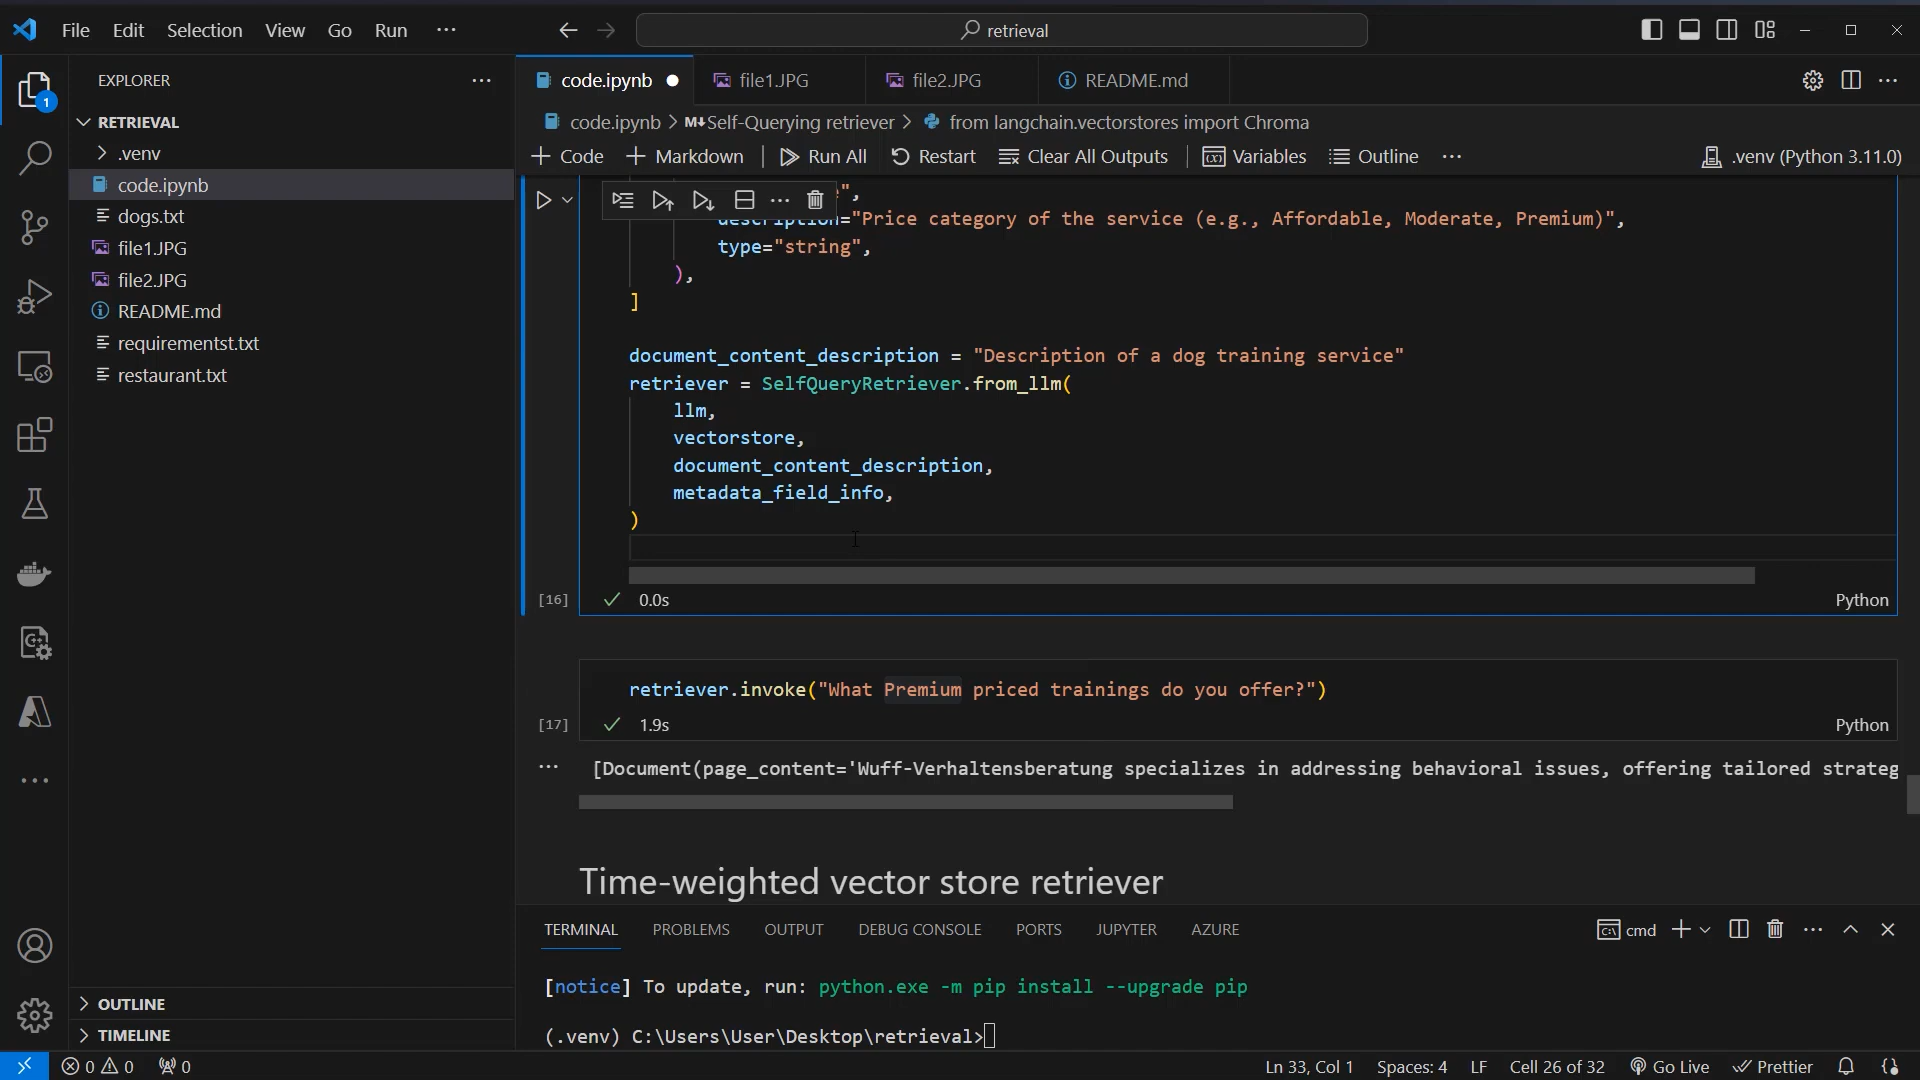 File Edit Selection View Go Run ···
retrieval
EXPLORER
1
RETRIEVAL
.venv
code.ipynb
dogs.txt
file1.JPG
file2.JPG
README.md
requirementst.txt
restaurant.txt
OUTLINE
TIMELINE
code.ipynb file1.JPG file2.JPG README.md
code.ipynb > M↓Self-Querying retriever > from langchain.vectorstores import Chroma
+ Code + Markdown Run All Restart Clear All Outputs Variables Outline ··· .venv (Python 3.11.0)
",
description="Price category of the service (e.g., Affordable, Moderate, Premium)",
type="string",
),
]
document_content_description = "Description of a dog training service"
retriever = SelfQueryRetriever.from_llm(
llm,
vectorstore,
document_content_description,
metadata_field_info,
)
[16] ✓ 0.0s Python
retriever.invoke("What Premium priced trainings do you offer?")
[17] ✓ 1.9s Python
··· [Document(page_content='Wuff-Verhaltensberatung specializes in addressing behavioral issues, offering tailored strateg
Time-weighted vector store retriever
TERMINAL PROBLEMS OUTPUT DEBUG CONSOLE PORTS JUPYTER AZURE cmd
[notice] To update, run: python.exe -m pip install --upgrade pip
(.venv) C:\Users\User\Desktop\retrieval>
0 0 0 Ln 33, Col 1 Spaces: 4 LF Cell 26 of 32 Go Live Prettier